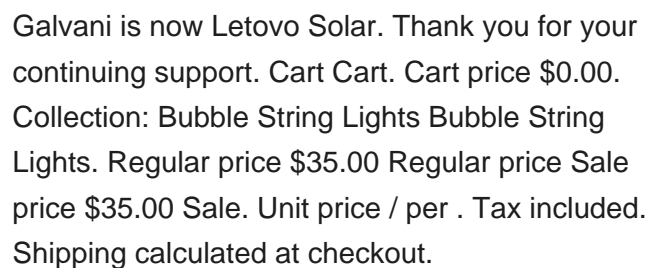 Galvani is now Letovo Solar. Thank you for your
continuing support. Cart Cart. Cart price $0.00.
Collection: Bubble String Lights Bubble String
Lights. Regular price $35.00 Regular price Sale
price $35.00 Sale. Unit price / per . Tax included.
Shipping calculated at checkout.